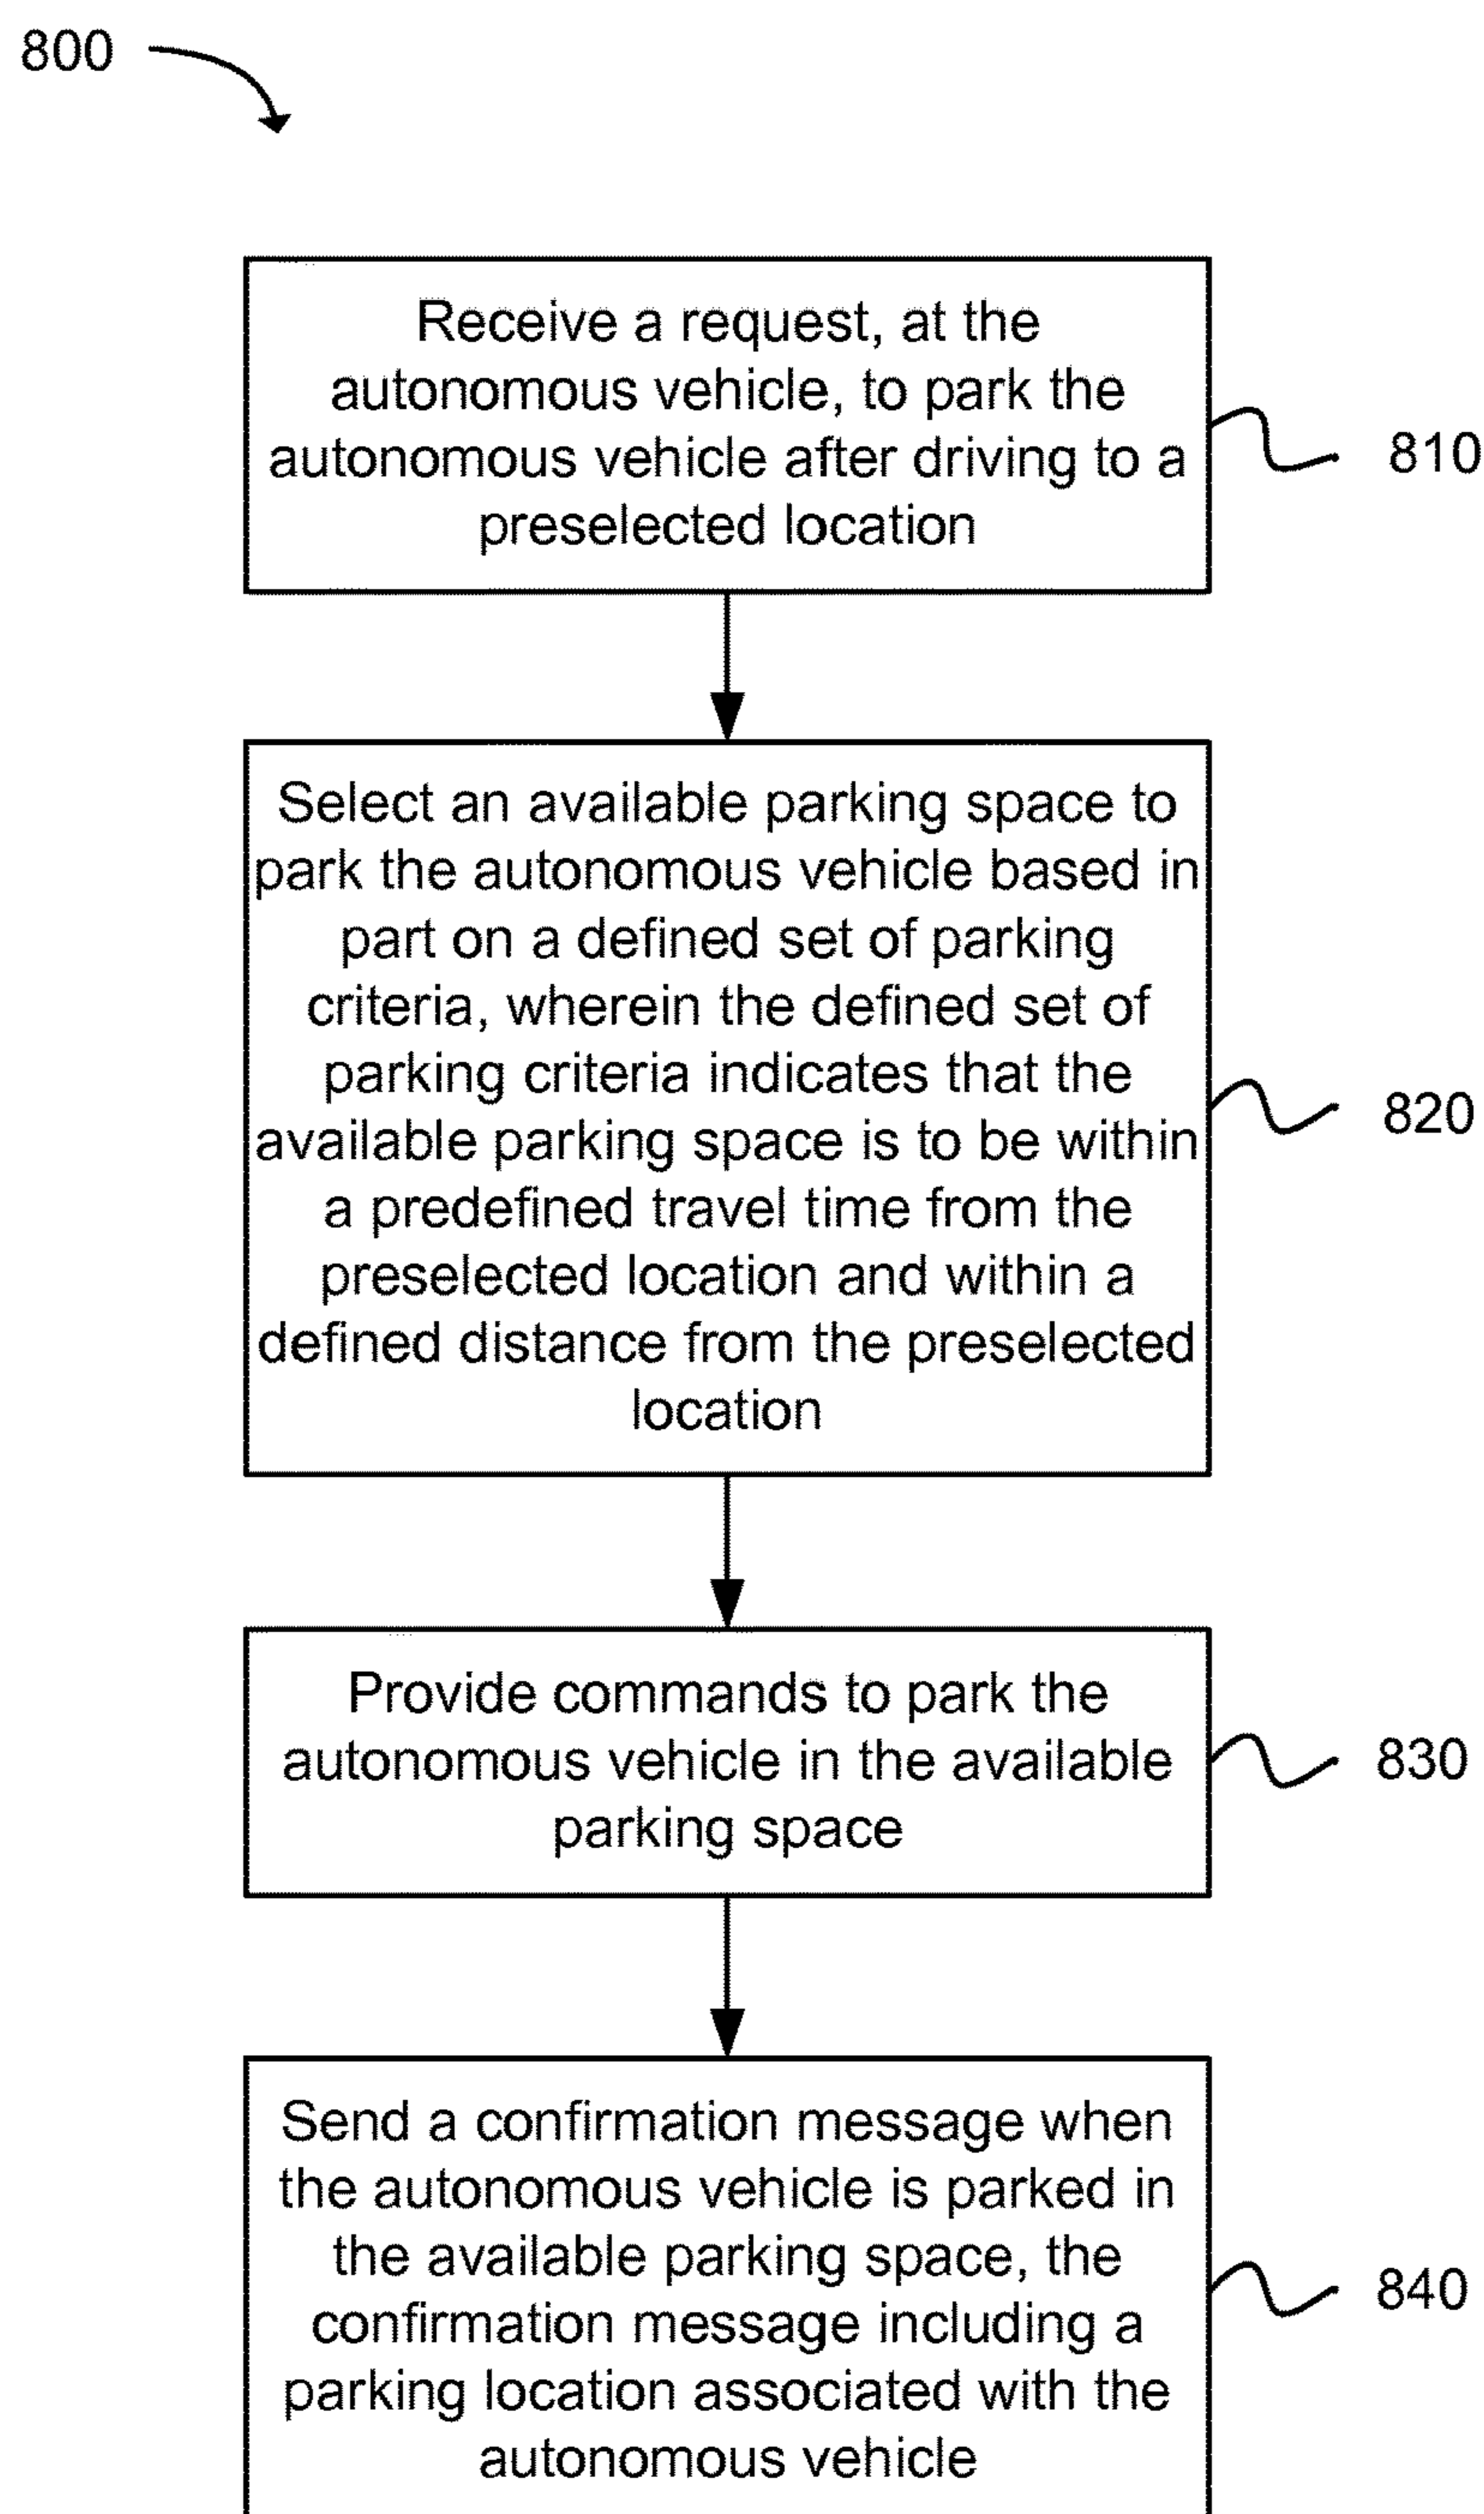 800
Receive a request, at the
autonomous vehicle, to park the
autonomous vehicle after driving to a
preselected location
810
Select an available parking space to
park the autonomous vehicle based in
part on a defined set of parking
criteria, wherein the defined set of
parking criteria indicates that the
available parking space is to be within
a predefined travel time from the
preselected location and within a
defined distance from the preselected
location
820
Provide commands to park the
autonomous vehicle in the available
parking space
830
Send a confirmation message when
the autonomous vehicle is parked in
the available parking space, the
confirmation message including a
parking location associated with the
autonomous vehicle
840